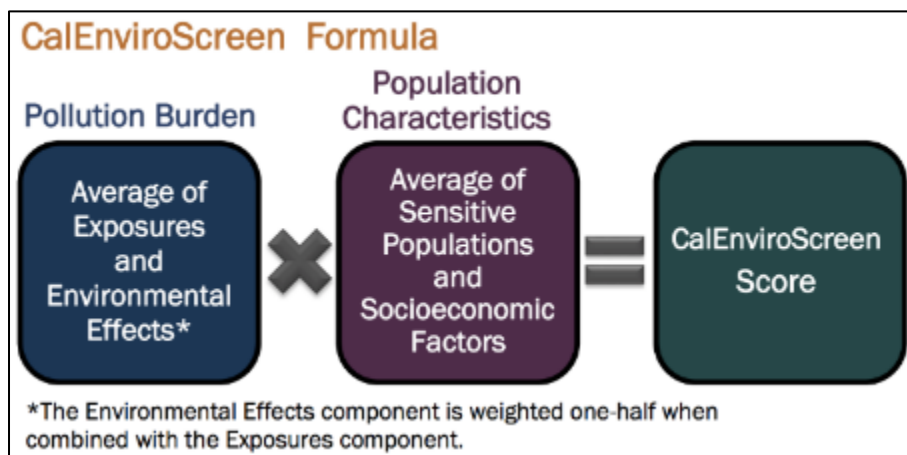 CalEnviroScreen Formula
Pollution Burden
Population
Characteristics
Average of
Exposures
and
Environmental
Effects*
Average of
Sensitive
Populations
and
Socioeconomic
Factors
CalEnviroScreen
Score
*The Environmental Effects component is weighted one-half when
combined with the Exposures component.